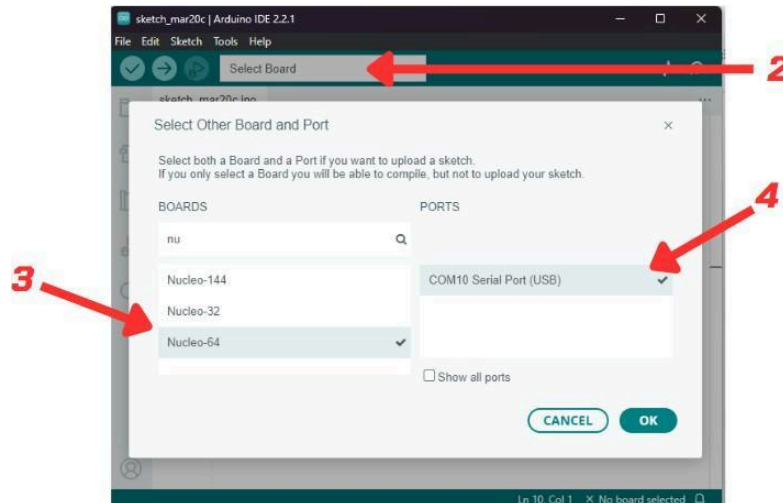 sketch_mar20c | Arduino IDE 2.2.1
File Edit Sketch Tools Help
Select Board
2
sketch_mar20c.ino
Select Other Board and Port
Select both a Board and a Port if you want to upload a sketch.
If you only select a Board you will be able to compile, but not to upload your sketch.
BOARDS
PORTS
4
nu
3
Nucleo-144
COM10 Serial Port (USB)
Nucleo-32
Nucleo-64
Show all ports
CANCEL
OK
Ln 10, Col 1 × No board selected